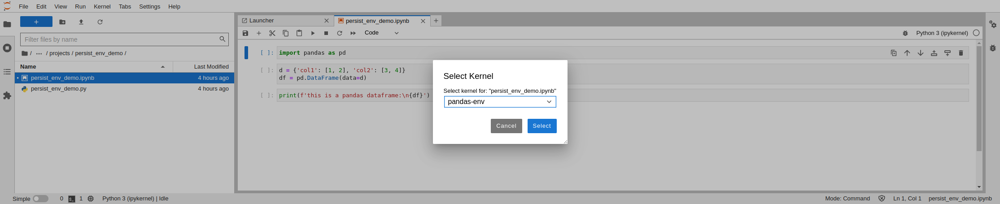 File Edit View Run Kernel Tabs Settings Help
Filter files by name
/ ··· / projects / persist_env_demo /
Name Last Modified
persist_env_demo.ipynb 4 hours ago
persist_env_demo.py 4 hours ago
Launcher persist_env_demo.ipynb
Code Python 3 (ipykernel)
[ ]: import pandas as pd
[ ]: d = {'col1': [1, 2], 'col2': [3, 4]}
df = pd.DataFrame(data=d)
[ ]: print(f'this is a pandas dataframe:\n{df}')
Select Kernel
Select kernel for: "persist_env_demo.ipynb"
pandas-env
Cancel Select
Simple 0 1 Python 3 (ipykernel) | Idle Mode: Command Ln 1, Col 1 persist_env_demo.ipynb